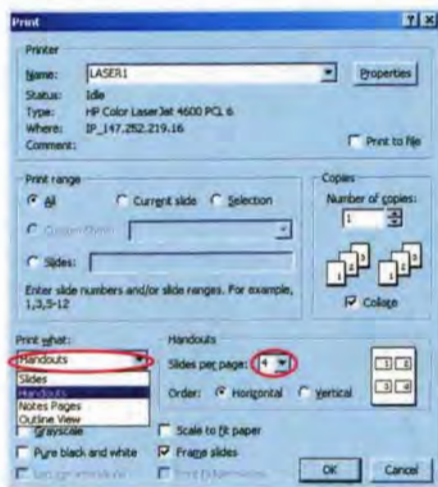 Print
Printer
Name: LASER1 Properties
Status: Idle
Type: HP Color LaserJet 4600 PCL 6
Where: IP_147.252.219.16
Comment: Print to file
Print range Copies
All Current slide Selection Number of copies:
1
Custom Show:
Slides:
Enter slide numbers and/or slide ranges. For example,
1,3,5-12
Collate
Print what: Handouts
Handouts Slides per page: 4
Slides
Handouts Order: Horizontal Vertical
Notes Pages
Outline View
Grayscale Scale to fit paper
Pure black and white Frame slides
OK Cancel